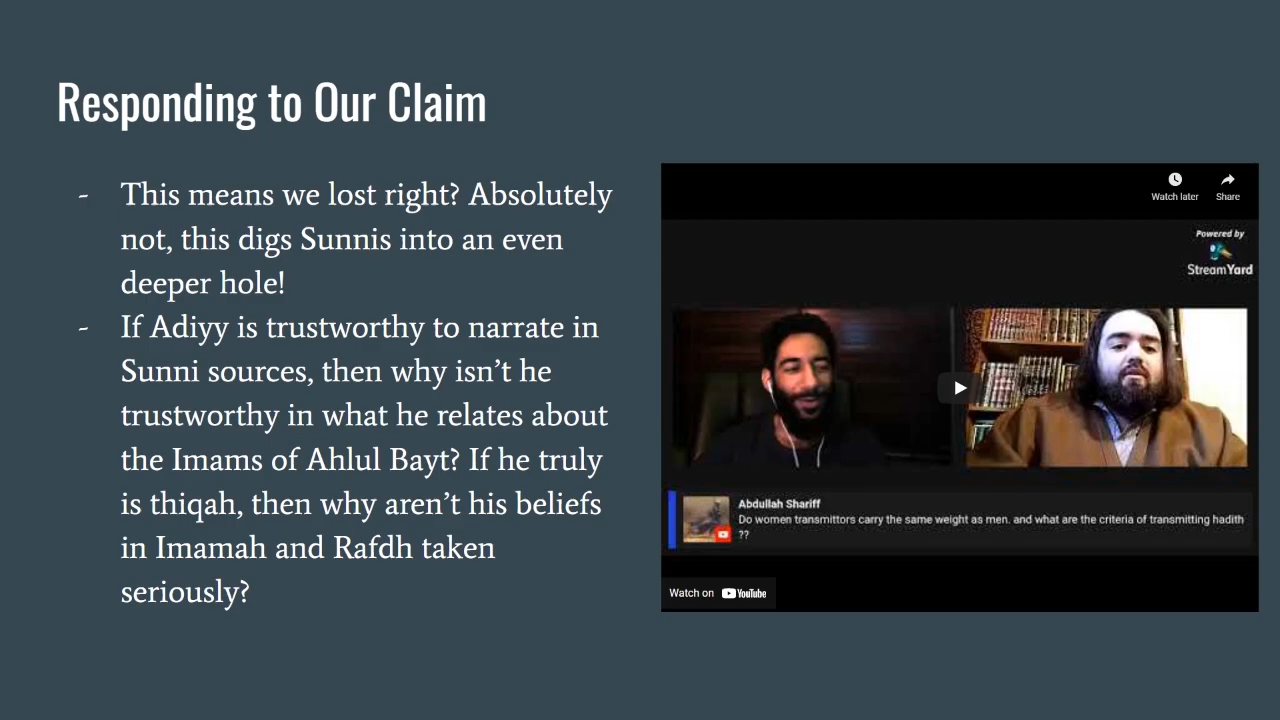 Responding to Our Claim
- This means we lost right? Absolutely
not, this digs Sunnis into an even
deeper hole!
- If Adiyy is trustworthy to narrate in
Sunni sources, then why isn’t he
trustworthy in what he relates about
the Imams of Ahlul Bayt? If he truly
is thiqah, then why aren’t his beliefs
in Imamah and Rafdh taken
seriously?
Watch later
Share
Powered by
StreamYard
Abdullah Shariff
Do women transmittors carry the same weight as men. and what are the criteria of transmitting hadith
??
Watch on YouTube